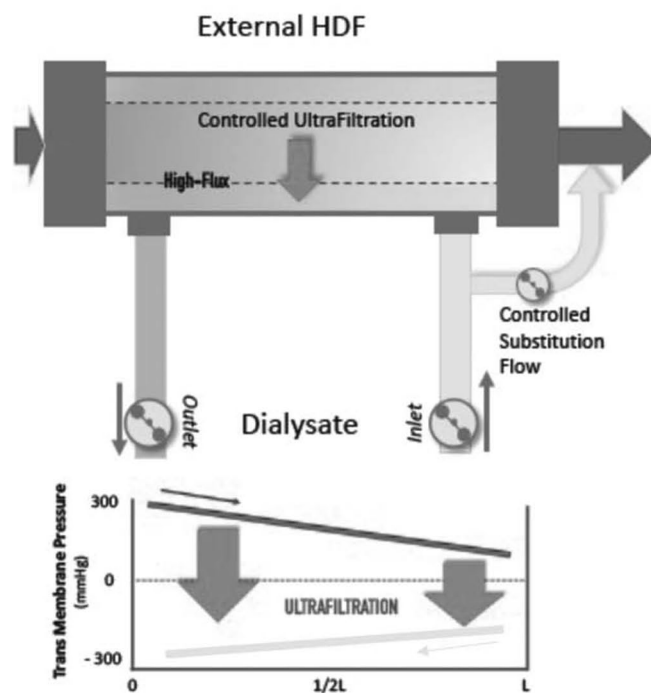 External HDF
Controlled UltraFiltration
High-Flux
Controlled
Substitution
Flow
Outlet
Dialysate
Inlet
Trans Membrane Pressure
(mmHg)
300
0
- 300
ULTRAFILTRATION
0
1/2L
L